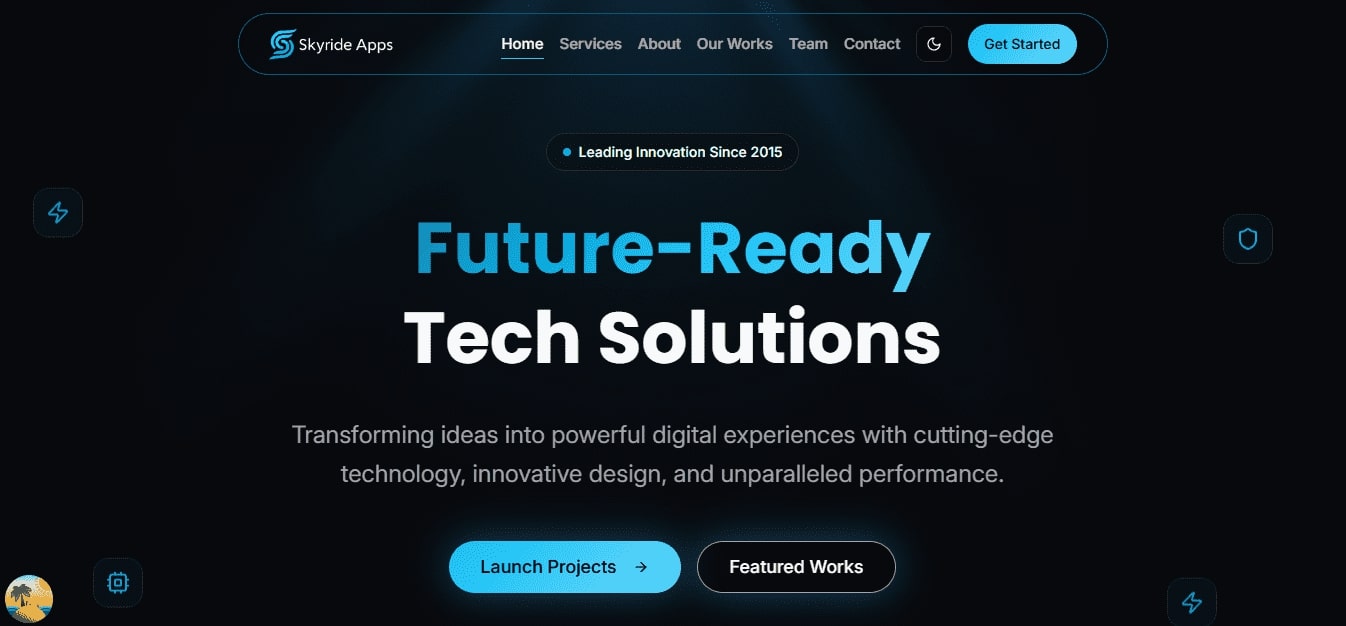 Skyride Apps
Home Services About Our Works Team Contact Get Started
Leading Innovation Since 2015
Future-Ready
Tech Solutions
Transforming ideas into powerful digital experiences with cutting-edge
technology, innovative design, and unparalleled performance.
Launch Projects →
Featured Works